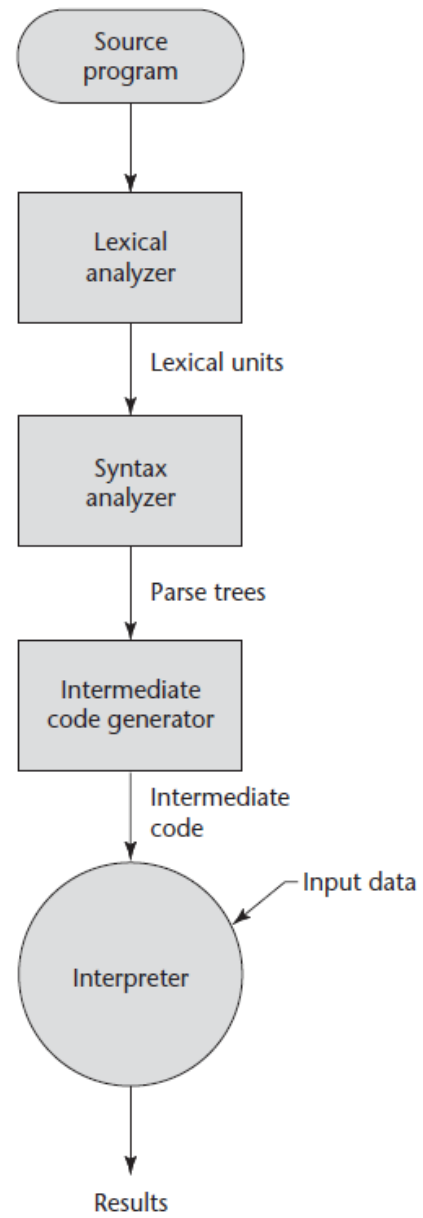 Source
program
Lexical
analyzer
Lexical units
Syntax
analyzer
Parse trees
Intermediate
code generator
Intermediate
code
Input data
Interpreter
Results